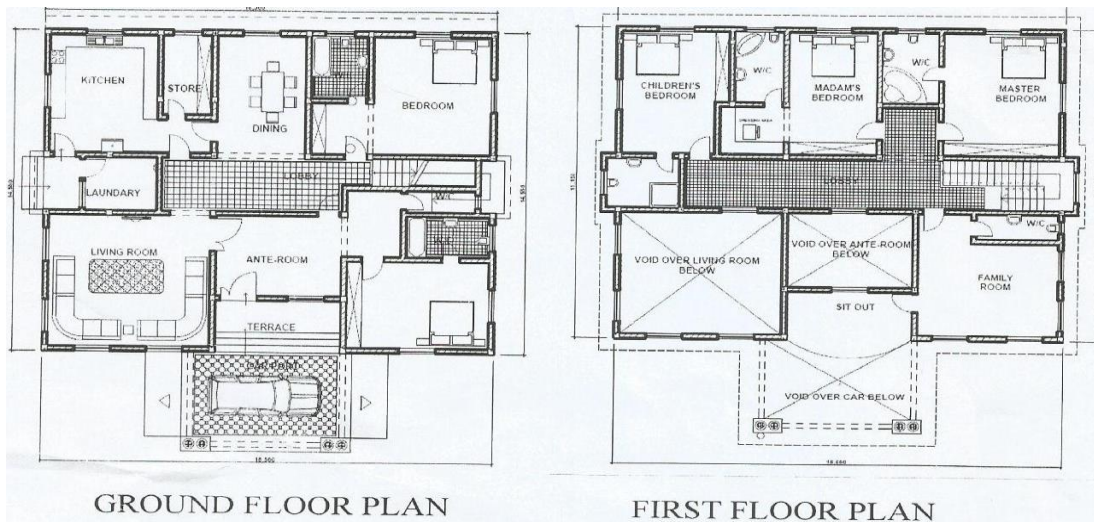 KITCHEN
STORE
DINING
BEDROOM
LAUNDARY
LOBBY
W/C
W/C
LIVING ROOM
ANTE-ROOM
TERRACE
GROUND FLOOR PLAN
CHILDREN'S
BEDROOM
W/C
MADAM'S
BEDROOM
W/C
MASTER
BEDROOM
LOBBY
VOID OVER LIVING ROOM
BELOW
VOID OVER ANTE-ROOM
BELOW
W/C
FAMILY
ROOM
SIT OUT
VOID OVER CAR BELOW
FIRST FLOOR PLAN